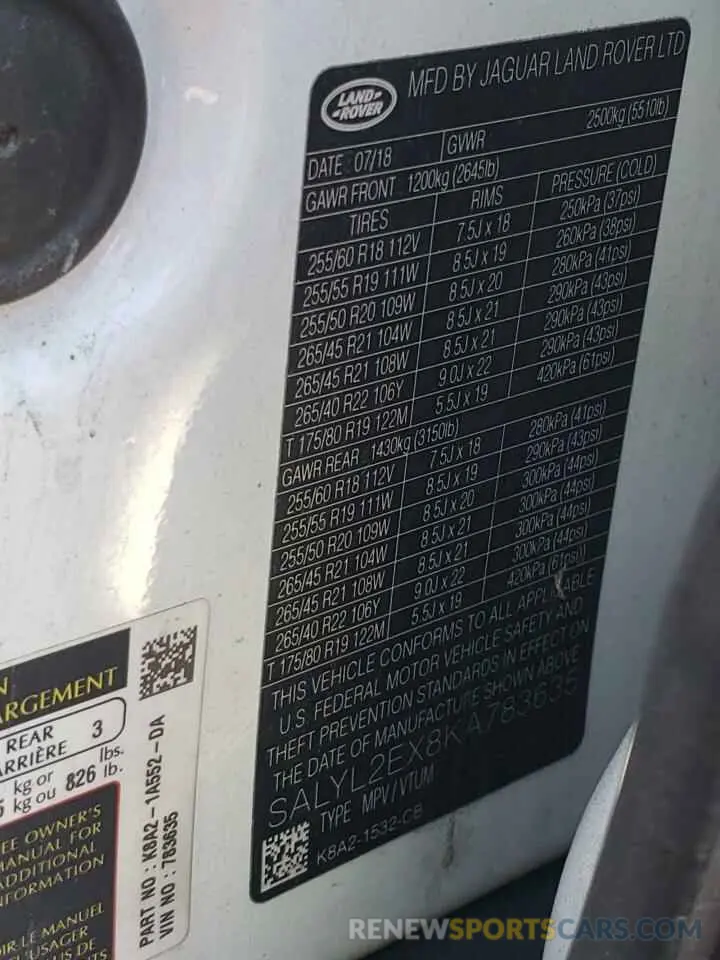 LAND-
-ROVER
MFD BY JAGUAR LAND ROVER LTD
DATE : 07/18 GVWR 2500kg (5510lb)
GAWR FRONT 1200kg (2645lb)
TIRES RIMS PRESSURE (COLD)
255/60 R18 112V 7.5J x 18 250kPa (37psi)
255/55 R19 111W 8.5J x 19 260kPa (38psi)
255/50 R20 109W 8.5J x 20 280kPa (41psi)
265/45 R21 104W 8.5J x 21 290kPa (43psi)
265/45 R21 108W 8.5J x 21 290kPa (43psi)
265/40 R22 106Y 9.0J x 22 290kPa (43psi)
T 175/80 R19 122M 5.5J x 19 420kPa (61psi)
GAWR REAR 1430kg (3150lb)
255/60 R18 112V 7.5J x 18 280kPa (41psi)
255/55 R19 111W 8.5J x 19 290kPa (43psi)
255/50 R20 109W 8.5J x 20 300kPa (44psi)
265/45 R21 104W 8.5J x 21 300kPa (44psi)
265/45 R21 108W 8.5J x 21 300kPa (44psi)
265/40 R22 106Y 9.0J x 22 300kPa (44psi)
T 175/80 R19 122M 5.5J x 19 420kPa (61psi)
THIS VEHICLE CONFORMS TO ALL APPLICABLE
U.S. FEDERAL MOTOR VEHICLE SAFETY AND
THEFT PREVENTION STANDARDS IN EFFECT ON
THE DATE OF MANUFACTURE SHOWN ABOVE
SALYL2EX8KA783635
TYPE MPV/VTUM
K8A2-1532-CB
N
ARGEMENT
REAR 3
ARRIÈRE
kg or 826 lbs.
kg ou lb.
EE OWNER'S
MANUAL FOR
ADDITIONAL
NFORMATION
OIR LE MANUEL
L'USAGER
US DE
PART NO : K8A2-1A552-DA
VIN NO : 783635
RENEWSPORTSCARS.COM